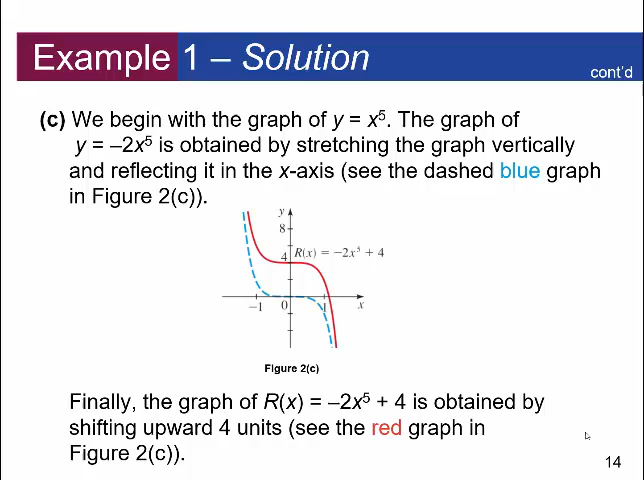 Example 1 – Solution
cont'd
(c) We begin with the graph of y = x⁵. The graph of
y = –2x⁵ is obtained by stretching the graph vertically
and reflecting it in the x-axis (see the dashed blue graph
in Figure 2(c)).
y
8
4
R(x) = −2x⁵ + 4
−1
0
1
x
Figure 2(c)
Finally, the graph of R(x) = –2x⁵ + 4 is obtained by
shifting upward 4 units (see the red graph in
Figure 2(c)).
14